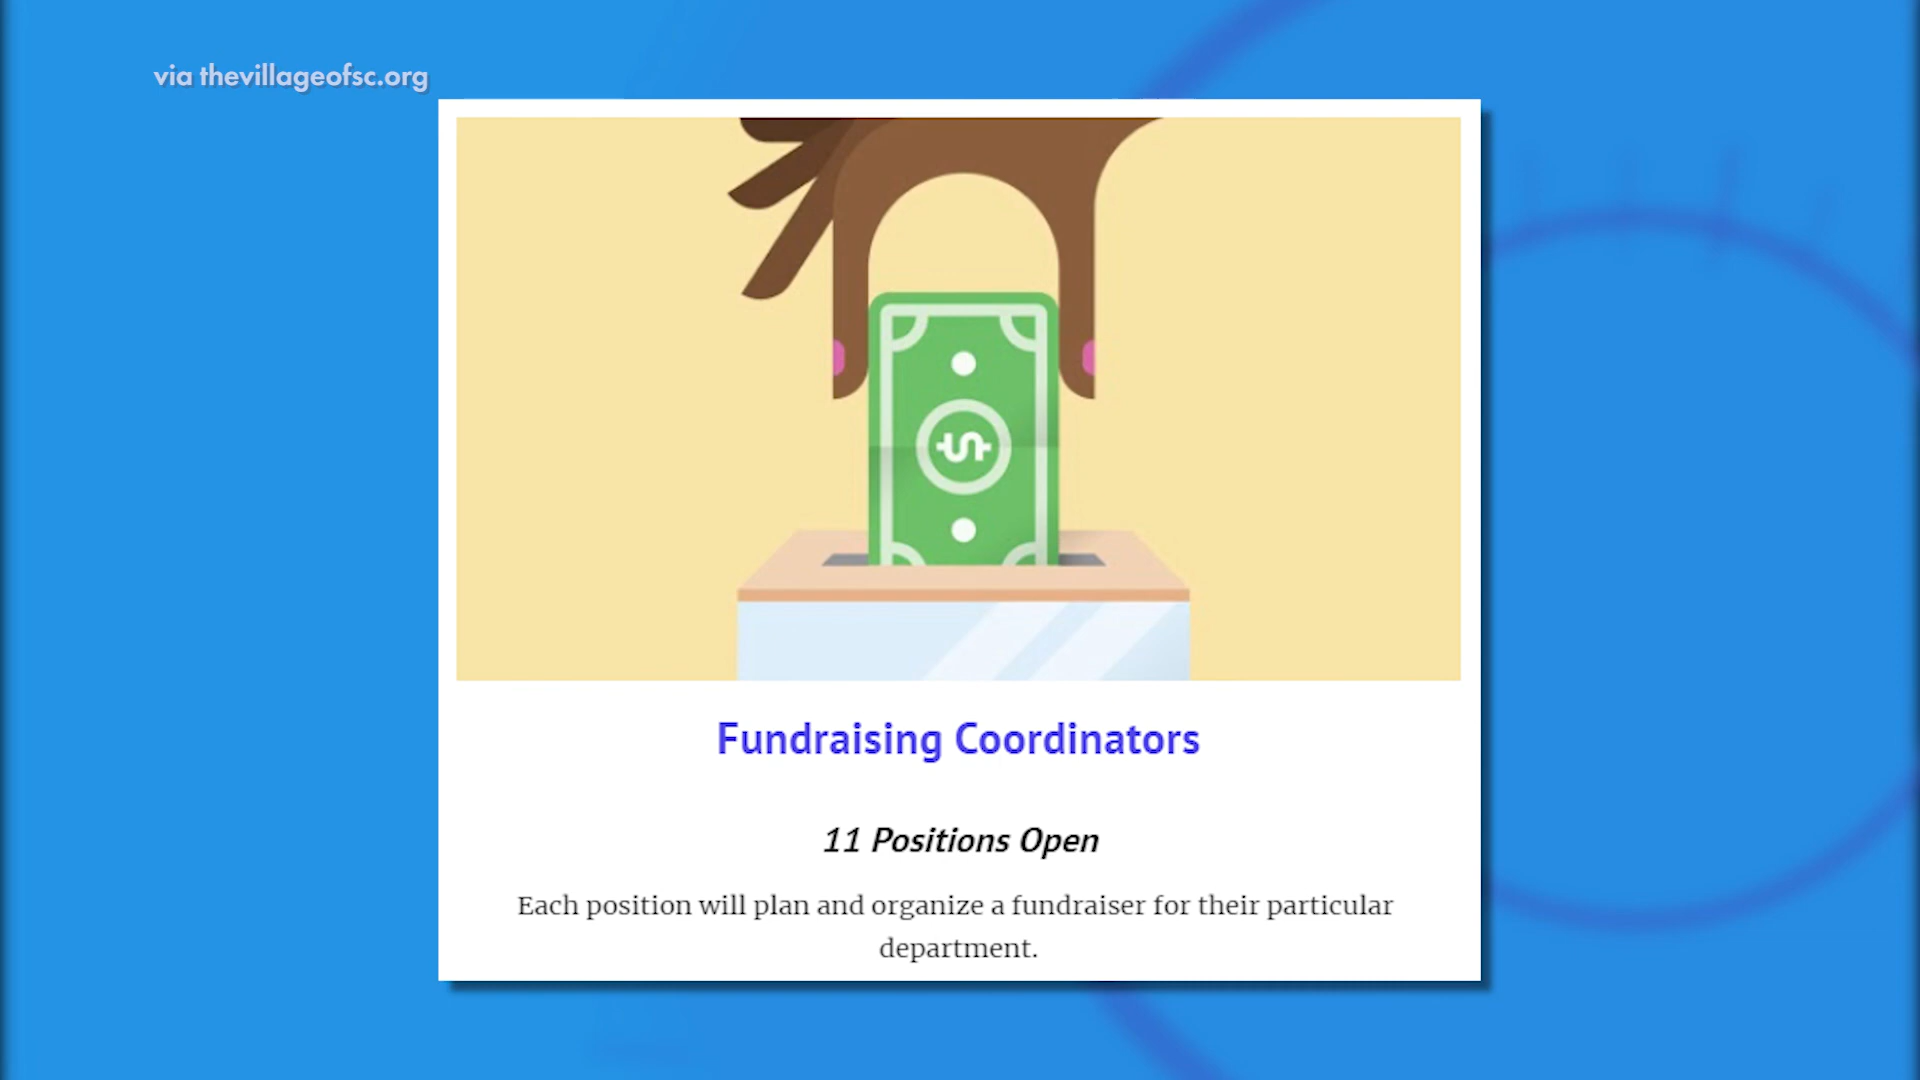 via thevillageofsc.org
$
Fundraising Coordinators
11 Positions Open
Each position will plan and organize a fundraiser for their particular
department.